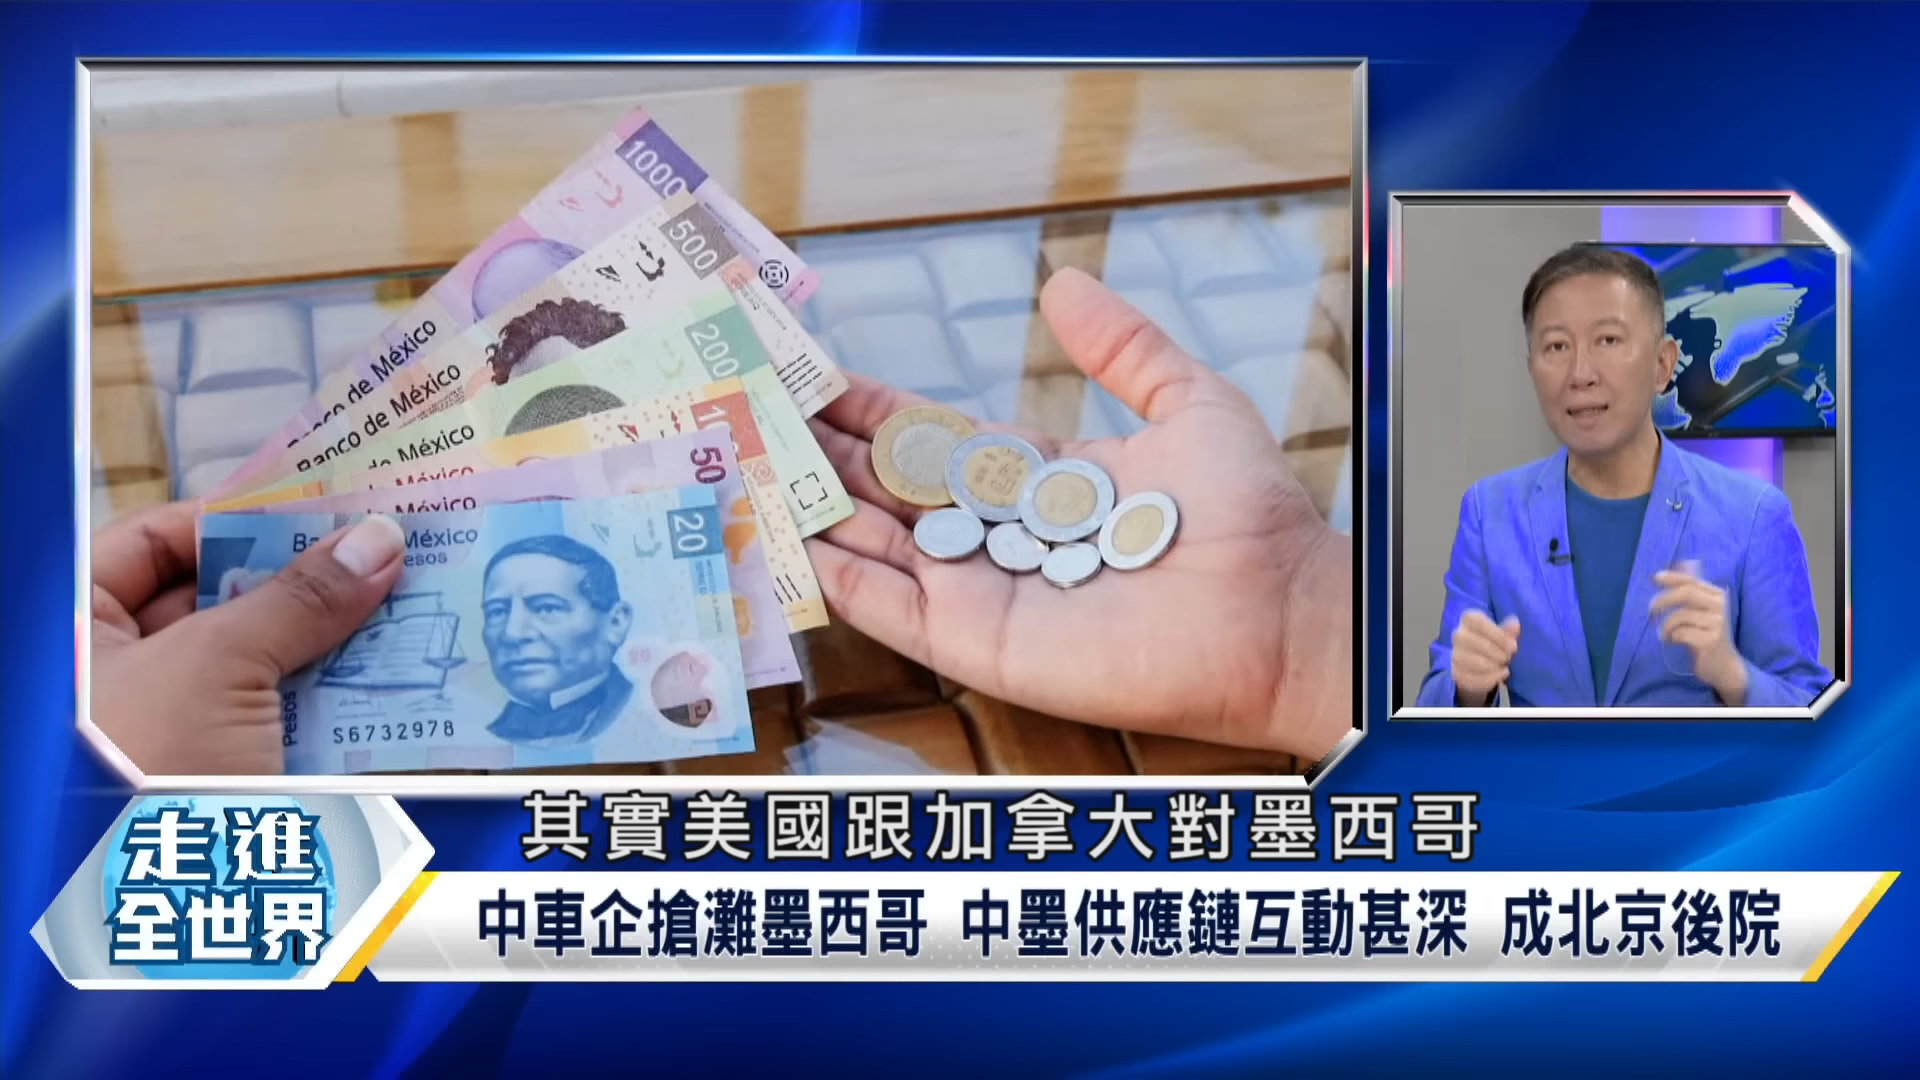 1000
500
200
50
20
Banco de México
Banco de México
México
México
México
México
Pesos
S6732978
其實美國跟加拿大對墨西哥
走進
全世界
中車企搶灘墨西哥 中墨供應鏈互動甚深 成北京後院